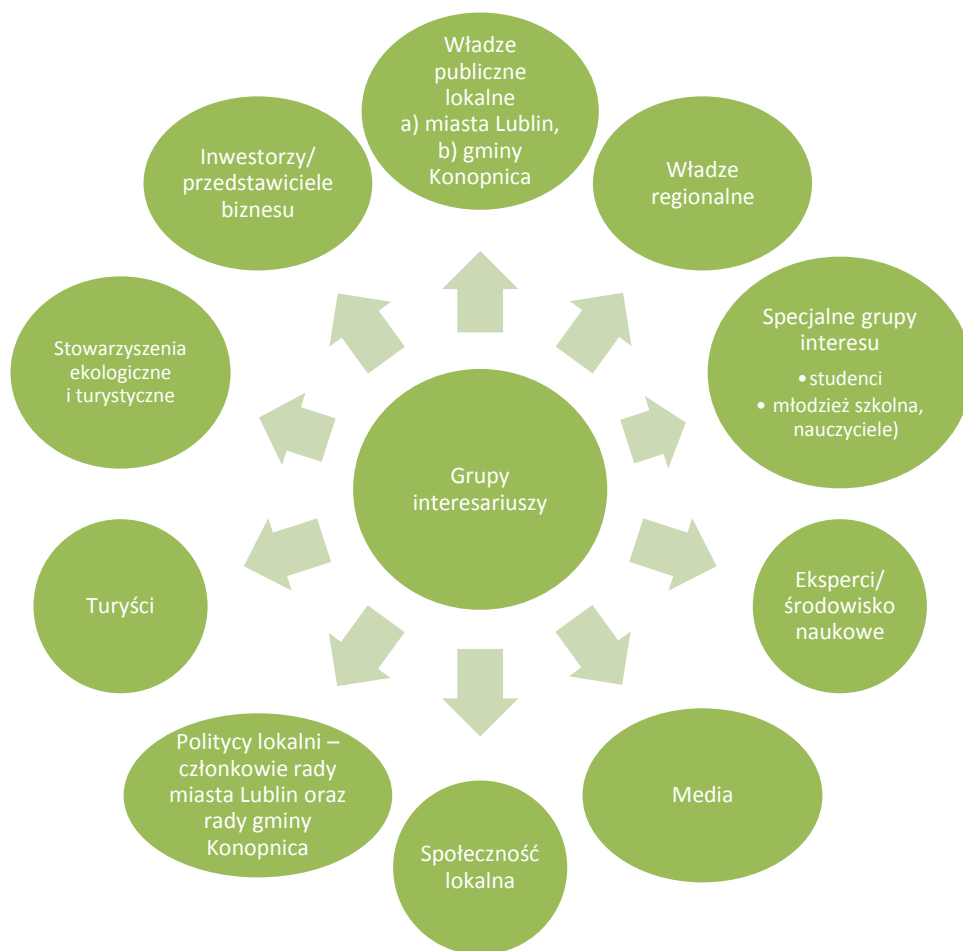 Władze
publiczne
lokalne
a) miasta Lublin,
b) gminy
Konopnica
Inwestorzy/
przedstawiciele
biznesu
Władze
regionalne
Stowarzyszenia
ekologiczne
i turystyczne
Specjalne grupy
interesu
• studenci
• młodzież szkolna,
nauczyciele)
Grupy
interesariuszy
Turyści
Eksperci/
środowisko
naukowe
Politycy lokalni –
członkowie rady
miasta Lublin oraz
rady gminy
Konopnica
Media
Społeczność
lokalna